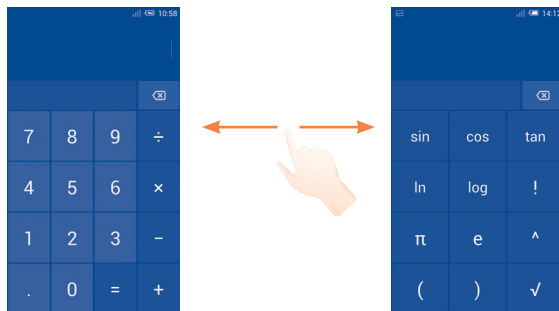 10:58
7 8 9 ÷
4 5 6 ×
1 2 3 −
. 0 = +
14:12
sin cos tan
ln log !
π e ^
( ) √